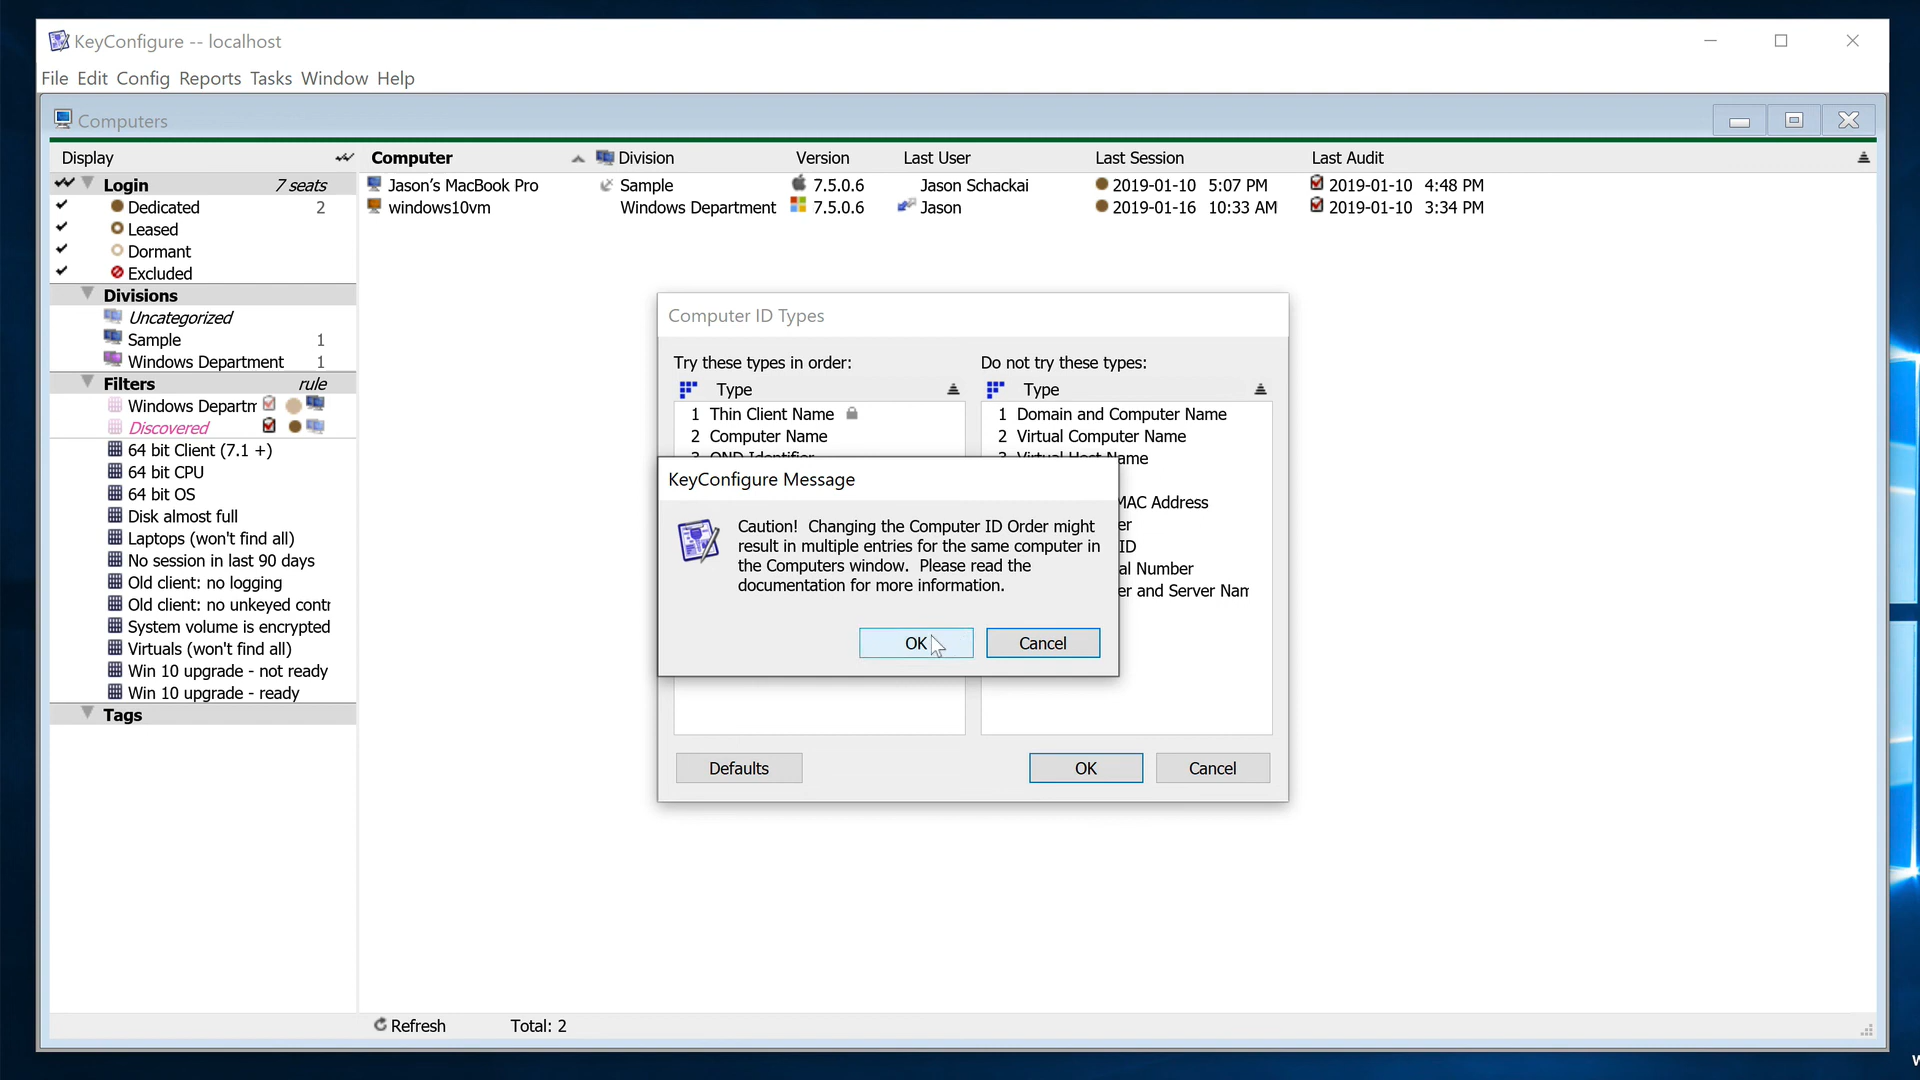 KeyConfigure -- localhost
File Edit Config Reports Tasks Window Help
Computers
Display
Computer Division Version Last User Last Session Last Audit
Login 7 seats
Dedicated 2
Leased
Dormant
Excluded
Divisions
Uncategorized
Sample 1
Windows Department 1
Filters rule
Windows Departm
Discovered
64 bit Client (7.1 +)
64 bit CPU
64 bit OS
Disk almost full
Laptops (won't find all)
No session in last 90 days
Old client: no logging
Old client: no unkeyed contr
System volume is encrypted
Virtuals (won't find all)
Win 10 upgrade - not ready
Win 10 upgrade - ready
Tags
Jason's MacBook Pro Sample 7.5.0.6 Jason Schackai 2019-01-10 5:07 PM 2019-01-10 4:48 PM
windows10vm Windows Department 7.5.0.6 Jason 2019-01-16 10:33 AM 2019-01-10 3:34 PM
Computer ID Types
Try these types in order:
Type
1 Thin Client Name
2 Computer Name
Do not try these types:
Type
1 Domain and Computer Name
2 Virtual Computer Name
Name
MAC Address
er
ID
al Number
er and Server Nam
KeyConfigure Message
Caution! Changing the Computer ID Order might
result in multiple entries for the same computer in
the Computers window. Please read the
documentation for more information.
OK Cancel
Defaults OK Cancel
Refresh Total: 2